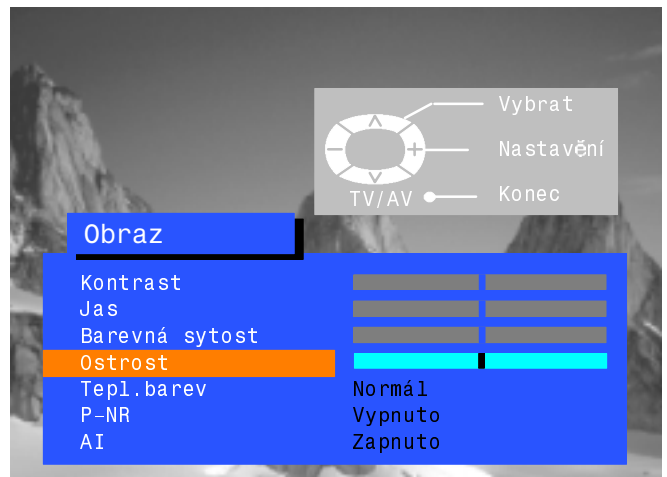 Vybrat
Nastavění
TV/AV
Konec
Obraz
Kontrast
Jas
Barevná sytost
Ostrost
Tepl.barev Normál
P-NR Vypnuto
AI Zapnuto